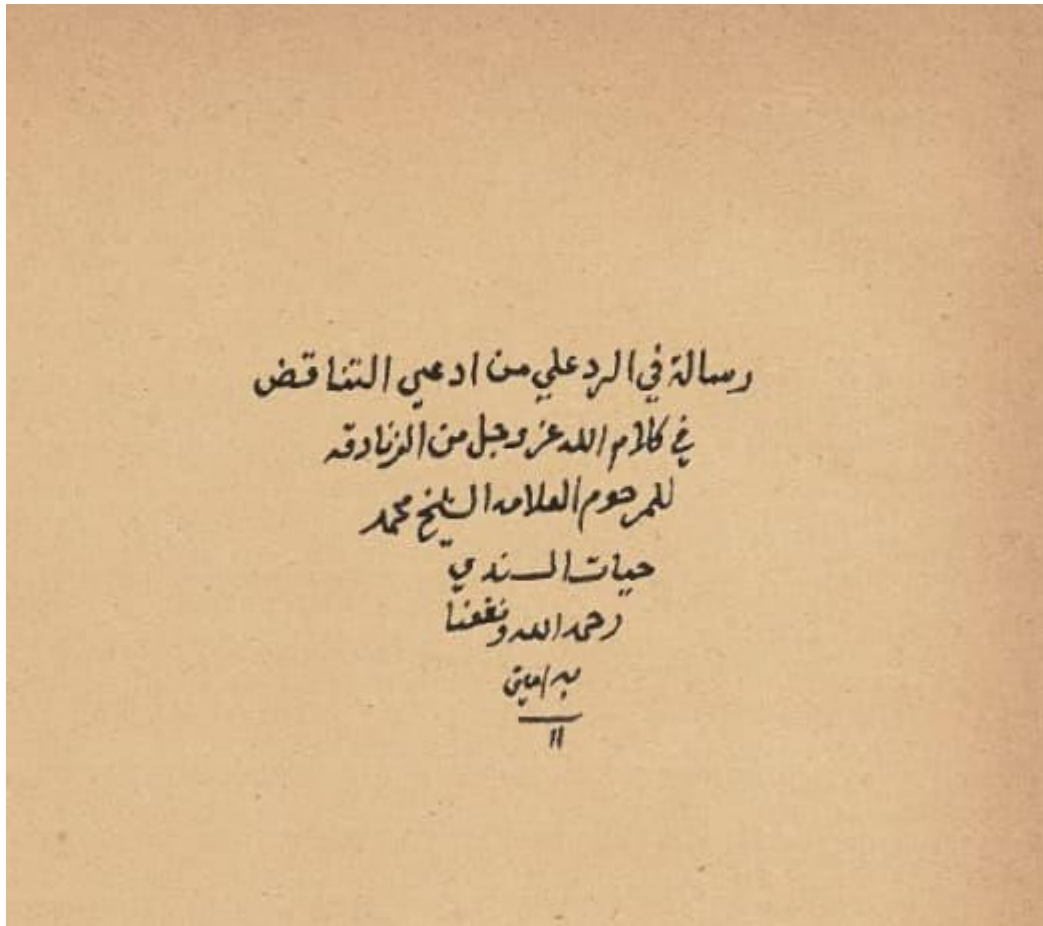 رسالة في الرد علي من ادعي التناقض
في كلام الله عز وجل من الزنادقه
للمرحوم العلامه الشيخ محمد
حيات السندي
رحمه الله ونفعنا
به امين
١١